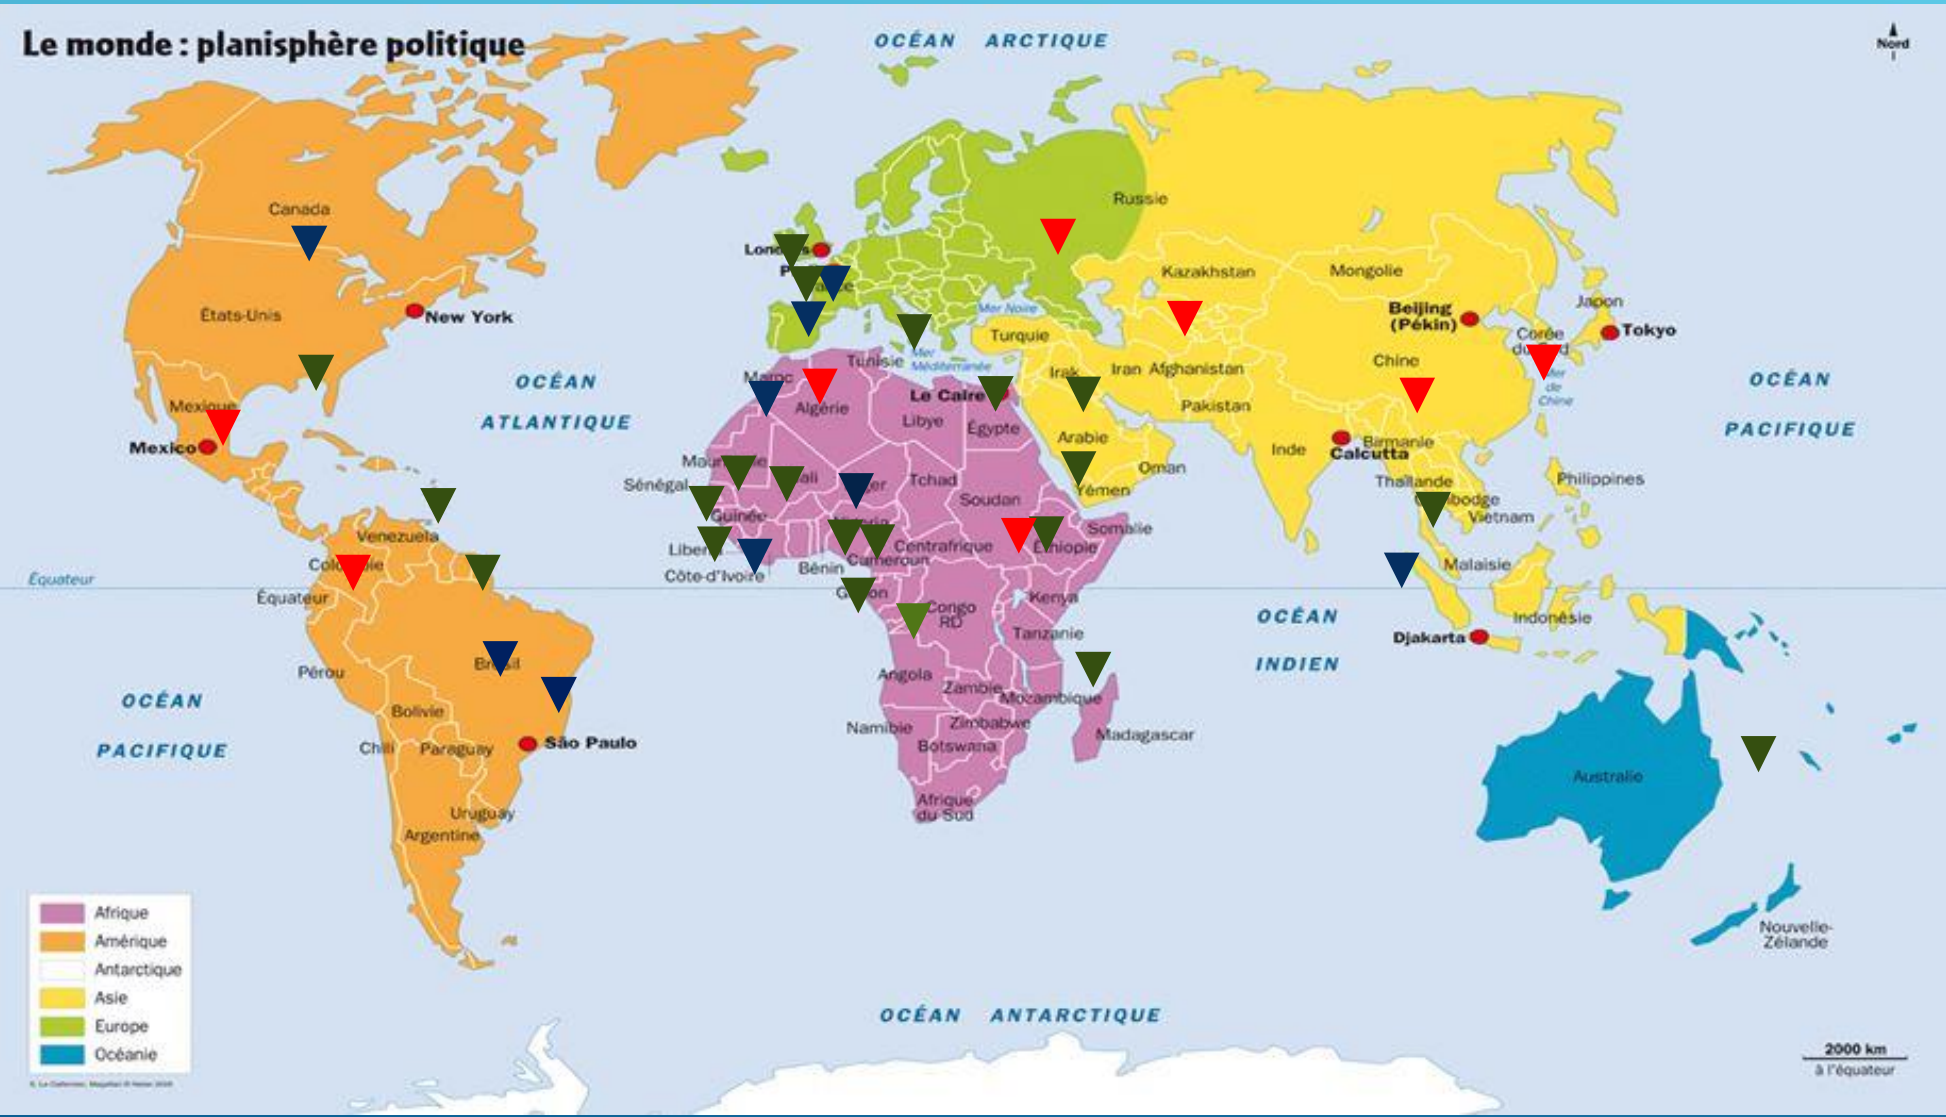 Le monde : planisphère politique
OCÉAN ARCTIQUE
Nord
Canada
Russie
Londres
Kazakhstan
Mongolie
Mer Noire
Japon
États-Unis
New York
Beijing
(Pékin)
Tokyo
Turquie
Corée
Mer
Méditerranée
Tunisie
Maroc
Irak
Iran
Afghanistan
Chine
de
Chine
OCÉAN
ATLANTIQUE
OCÉAN
PACIFIQUE
Mexique
Algérie
Le Caire
Libye
Égypte
Pakistan
Mexico
Arabie
Inde
Birmanie
Calcutta
Oman
Sénégal
Tchad
Yémen
Thaïlande
Philippines
Soudan
Guinée
Vietnam
Venezuela
Somalie
Centrafrique
Éthiopie
Cameroun
Bénin
Côte-d'Ivoire
Malaisie
Équateur
Équateur
Kenya
Congo
RD
Tanzanie
OCÉAN
INDIEN
Indonésie
Djakarta
Pérou
Brésil
Angola
Zambie
Mozambique
OCÉAN
PACIFIQUE
Bolivie
Namibie
Zimbabwe
Madagascar
Chili
Paraguay
São Paulo
Botswana
Australie
Afrique
du Sud
Uruguay
Argentine
Nouvelle-
Zélande
Afrique
Amérique
Antarctique
Asie
Europe
Océanie
OCÉAN ANTARCTIQUE
2000 km
à l'équateur